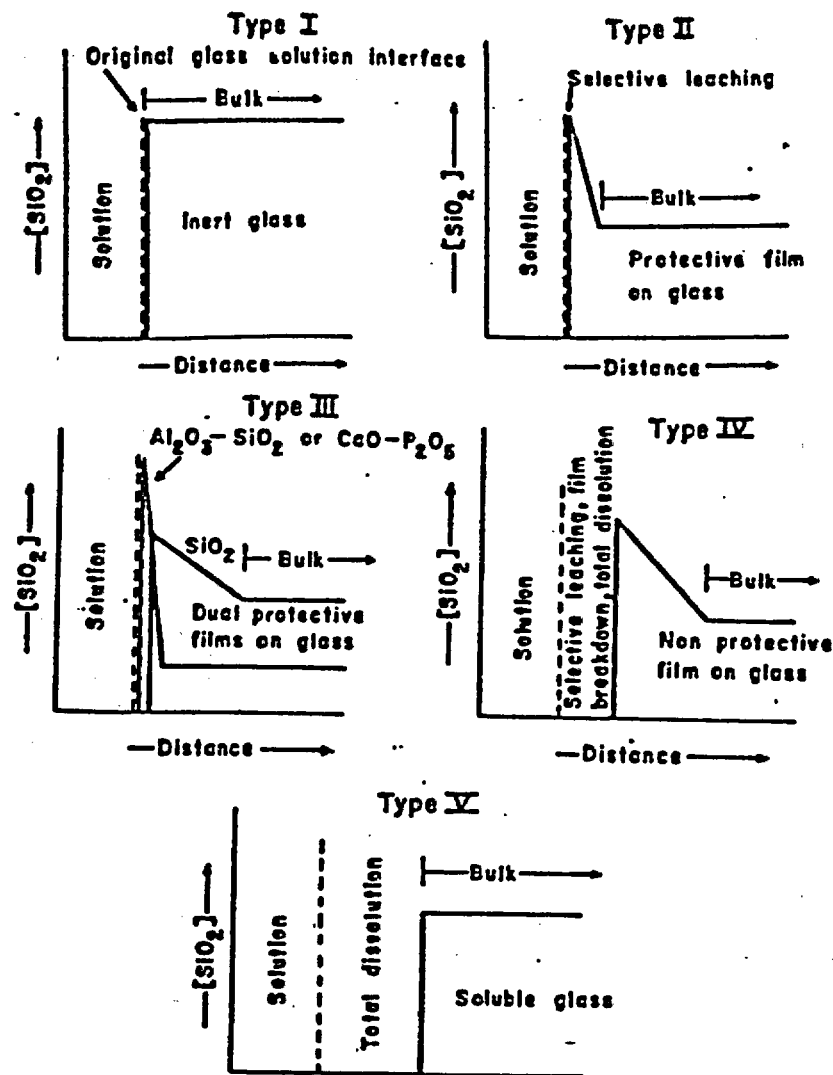 Type I
Original glass solution interface
Bulk
—[SiO2]→
Solution
Inert glass
—Distance→
Type II
Selective leaching
—[SiO2]→
Bulk
Solution
Protective film
on glass
—Distance→
Type III
Al2O3–SiO2 or CaO–P2O5
—[SiO2]→
Solution
SiO2
Bulk
Dual protective
films on glass
—Distance→
Type IV
—[SiO2]→
Solution
Selective leaching, film
breakdown, total dissolution
Bulk
Non protective
film on glass
—Distance→
Type V
—[SiO2]→
Solution
Total dissolution
Bulk
Soluble glass